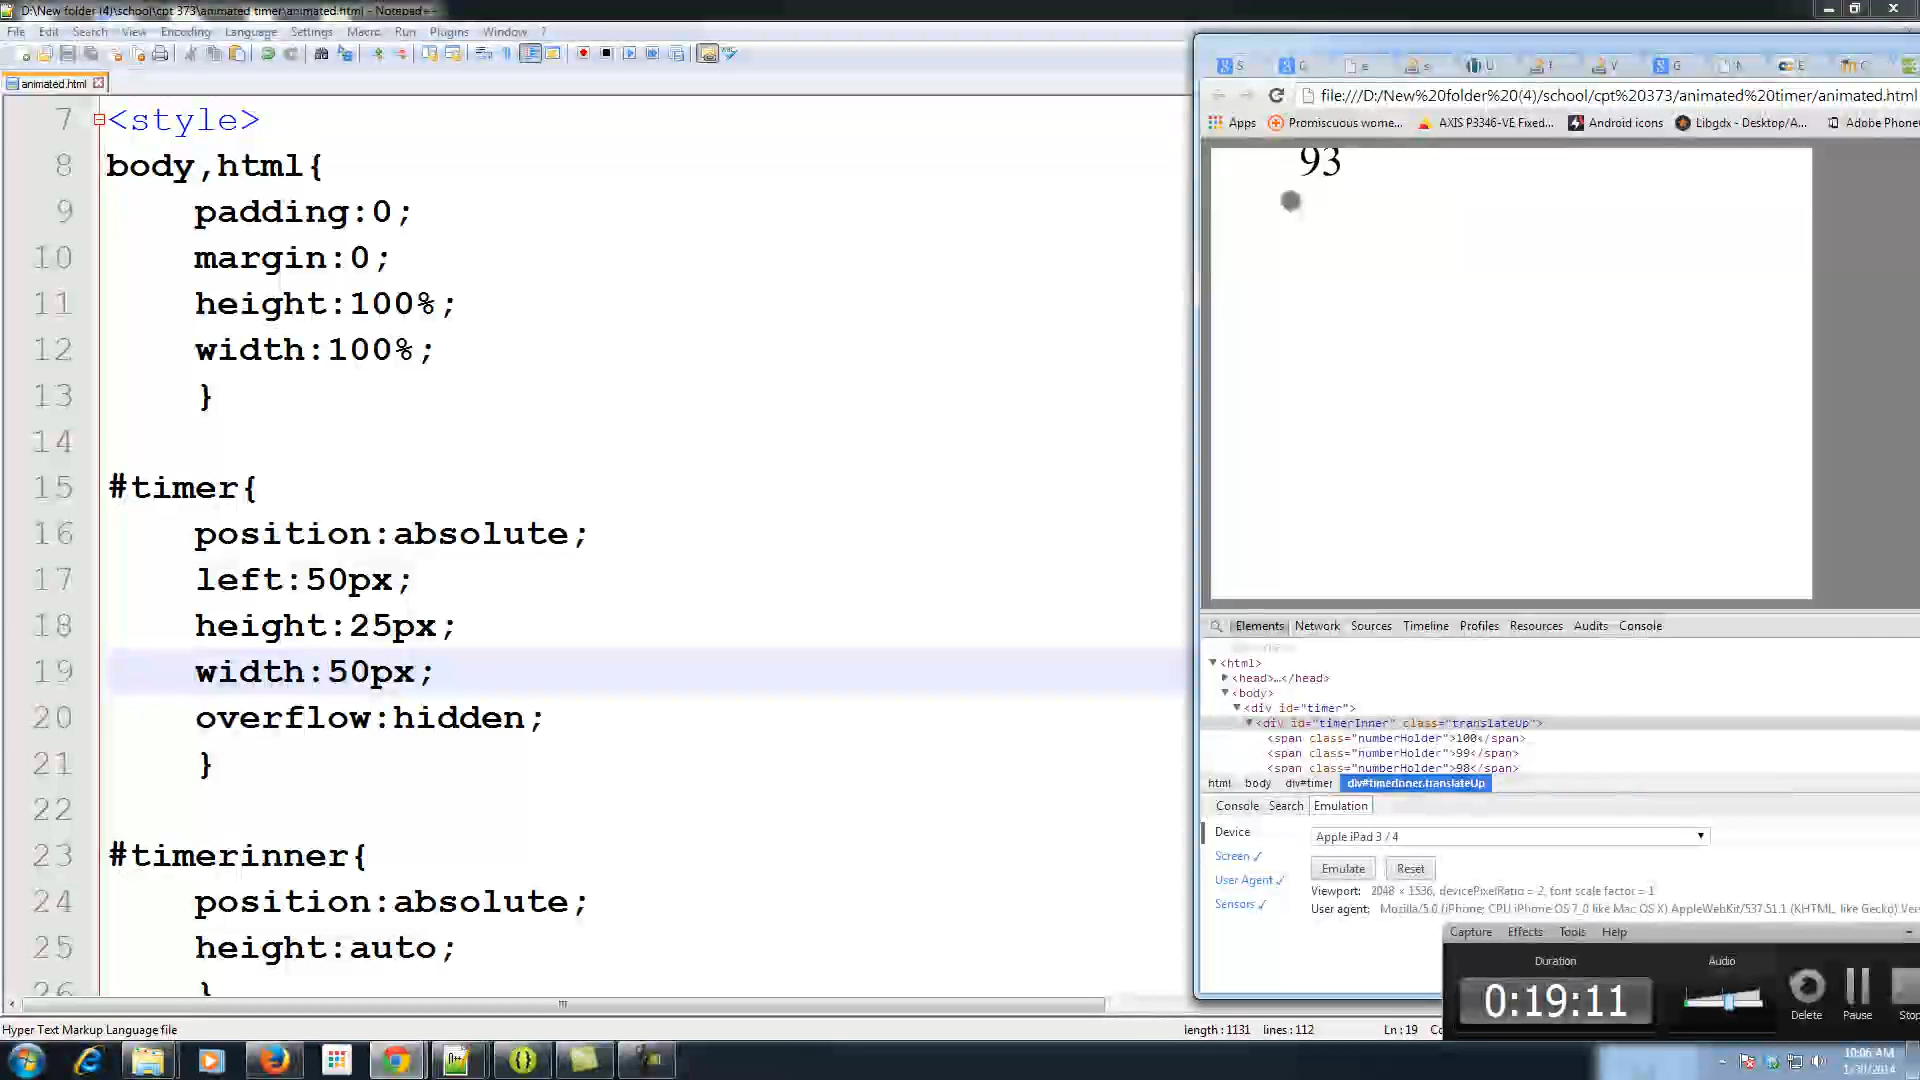 D:\New folder (4)\school\cpt 373\animated timer\animated.html - Notepad++
File Edit Search View Encoding Language Settings Macro Run Plugins Window ?
animated.html
7 <style>
8 body,html{
9 padding:0;
10 margin:0;
11 height:100%;
12 width:100%;
13 }
14
15 #timer{
16 position:absolute;
17 left:50px;
18 height:25px;
19 width:50px;
20 overflow:hidden;
21 }
22
23 #timerinner{
24 position:absolute;
25 height:auto;
26 }
Hyper Text Markup Language file
length : 1131 lines : 112
Ln : 19
file:///D:/New%20folder%20(4)/school/cpt%20373/animated%20timer/animated.html
Apps Promiscuous wome... AXIS P3346-VE Fixed... Android icons Libgdx - Desktop/A... Adobe Phone
93
Elements Network Sources Timeline Profiles Resources Audits Console
<html>
<head>…</head>
<body>
<div id="timer">
<div id="timerInner" class="translateUp">
<span class="numberHolder">100</span>
<span class="numberHolder">99</span>
<span class="numberHolder">98</span>
html body div#timer div#timerInner.translateUp
Console Search Emulation
Device
Apple iPad 3 / 4
Screen ✓
Emulate Reset
User Agent ✓
Viewport: 2048 × 1536, devicePixelRatio = 2, font scale factor = 1
Sensors ✓
User agent: Mozilla/5.0 (iPhone; CPU iPhone OS 7_0 like Mac OS X) AppleWebKit/537.51.1 (KHTML, like Gecko) Vers
Capture Effects Tools Help
Duration Audio
0:19:11
Delete Pause Stop
10:06 AM
1/30/2014